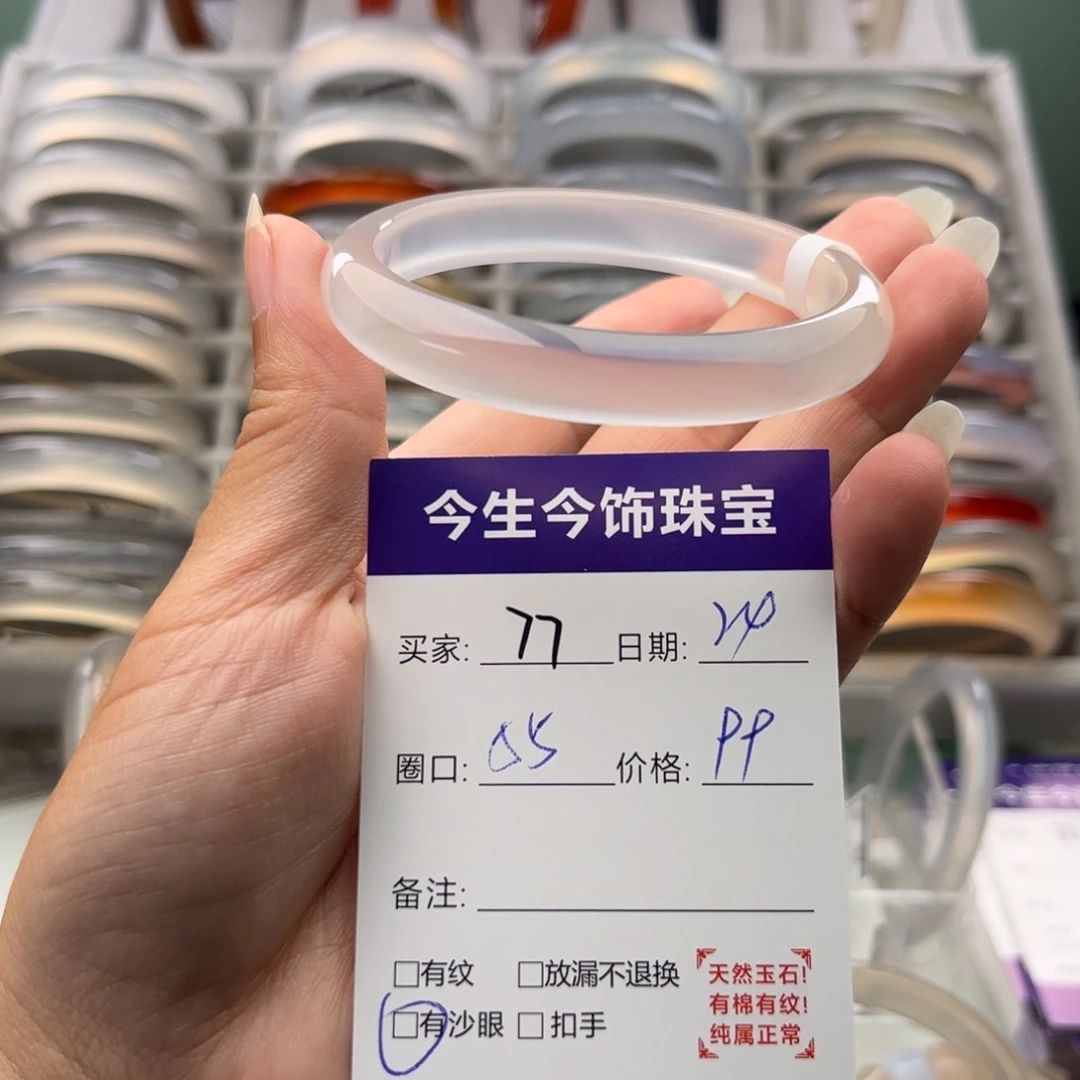 今生今饰珠宝
买家: 77 日期: 24
圈口: 55 价格: 99
备注:
□有纹 □放漏不退换
□有沙眼 □扣手
天然玉石!
有棉有纹!
纯属正常